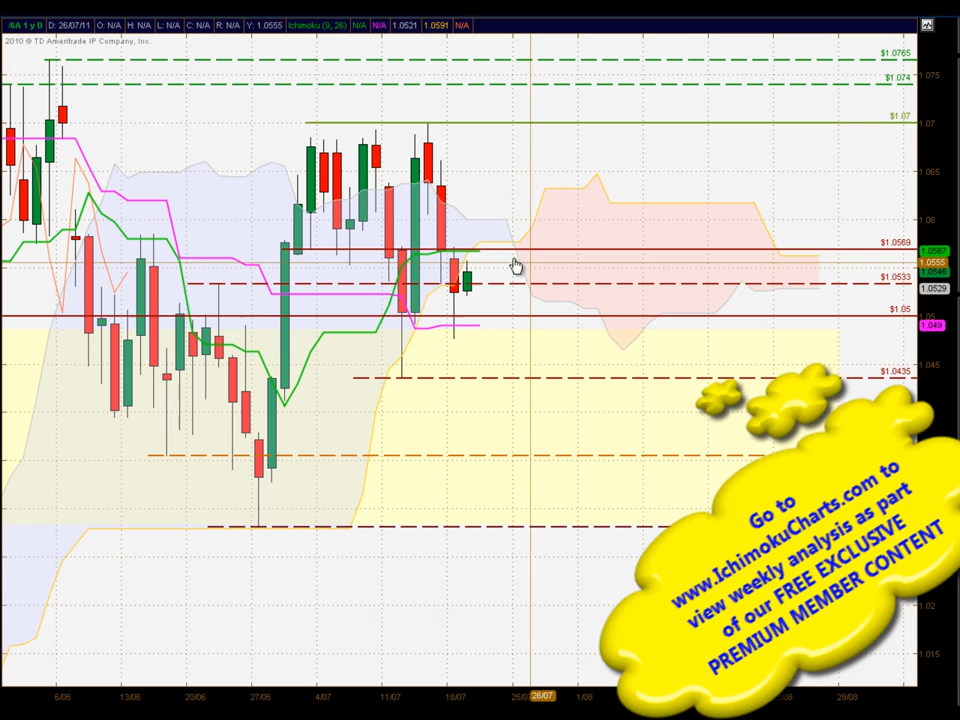 /6A 1 y D D: 26/07/11 O: N/A H: N/A L: N/A C: N/A R: N/A Y: 1.0555 Ichimoku (9, 26) N/A N/A 1.0521 1.0591 N/A
2010 © TD Ameritrade IP Company, Inc.
$1.0765
1.075
$1.074
$1.07
1.07
1.065
1.06
$1.0569
1.0567
1.0555
1.0546
$1.0533
1.0529
$1.05
1.05
1.049
1.045
$1.0435
Go to
www.IchimokuCharts.com to
view weekly analysis as part
of our FREE EXCLUSIVE
PREMIUM MEMBER CONTENT
1.02
1.015
6/06 13/06 20/06 27/06 4/07 11/07 18/07 26/07 1/08 29/08